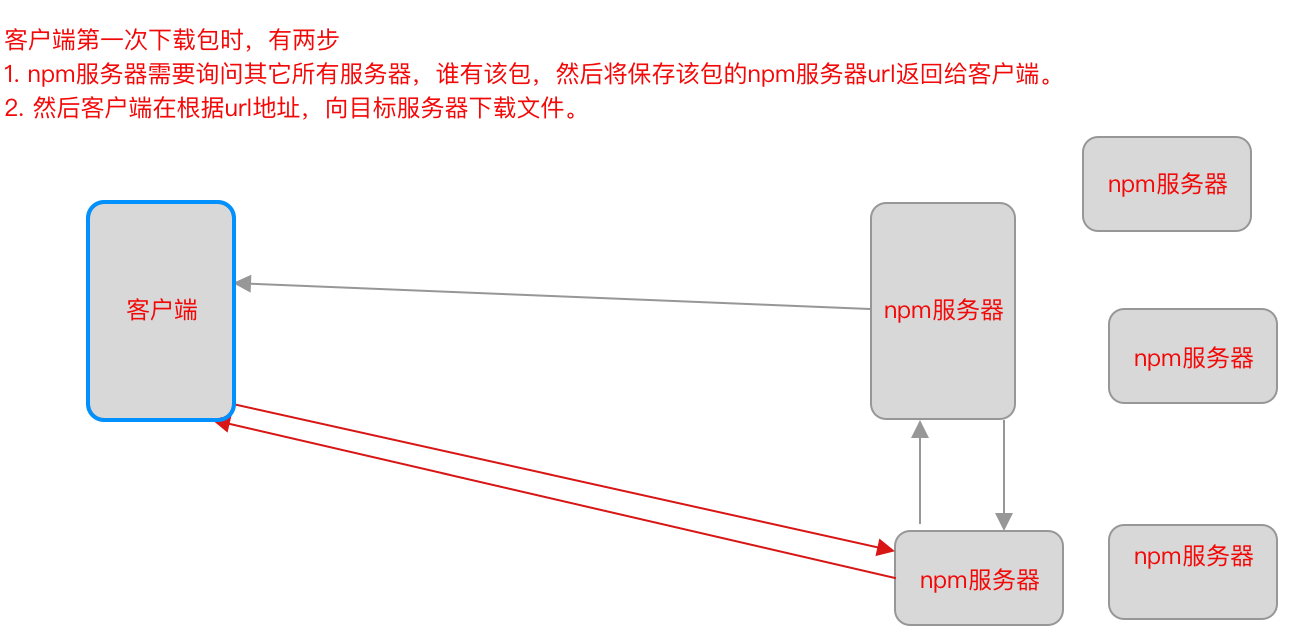 客户端第一次下载包时，有两步
1. npm服务器需要询问其它所有服务器，谁有该包，然后将保存该包的npm服务器url返回给客户端。
2. 然后客户端在根据url地址，向目标服务器下载文件。
npm服务器
客户端
npm服务器
npm服务器
npm服务器
npm服务器